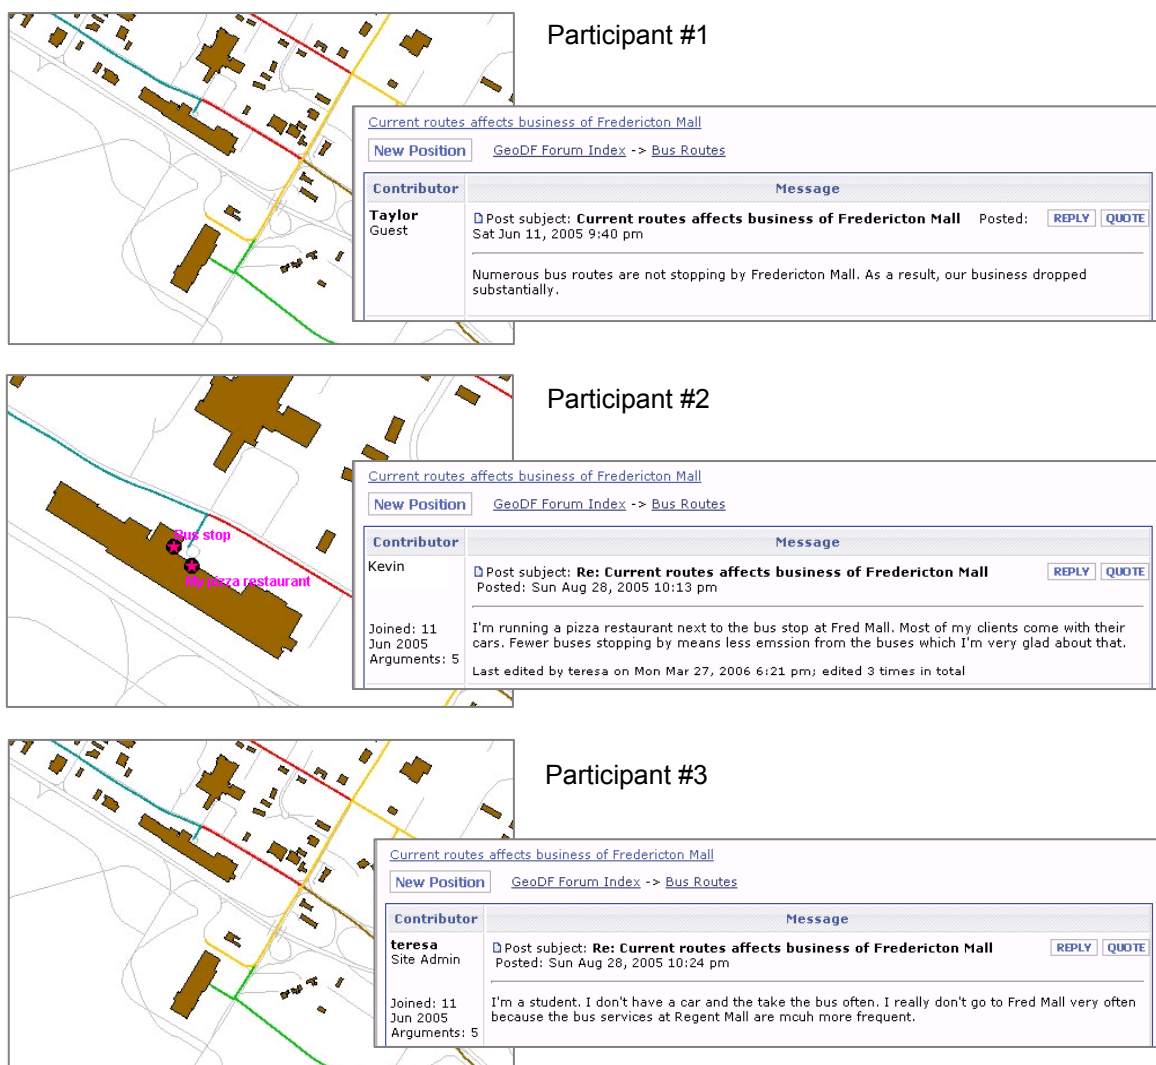 Participant #1
Current routes affects business of Fredericton Mall
New Position GeoDF Forum Index -> Bus Routes
Contributor Message
Taylor
Guest
Post subject: Current routes affects business of Fredericton Mall Posted: REPLY QUOTE
Sat Jun 11, 2005 9:40 pm
Numerous bus routes are not stopping by Fredericton Mall. As a result, our business dropped
substantially.
Participant #2
Bus stop
My pizza restaurant
Current routes affects business of Fredericton Mall
New Position GeoDF Forum Index -> Bus Routes
Contributor Message
Kevin
Joined: 11
Jun 2005
Arguments: 5
Post subject: Re: Current routes affects business of Fredericton Mall REPLY QUOTE
Posted: Sun Aug 28, 2005 10:13 pm
I'm running a pizza restaurant next to the bus stop at Fred Mall. Most of my clients come with their
cars. Fewer buses stopping by means less emssion from the buses which I'm very glad about that.
Last edited by teresa on Mon Mar 27, 2006 6:21 pm; edited 3 times in total
Participant #3
Current routes affects business of Fredericton Mall
New Position GeoDF Forum Index -> Bus Routes
Contributor Message
teresa
Site Admin
Joined: 11
Jun 2005
Arguments: 5
Post subject: Re: Current routes affects business of Fredericton Mall REPLY QUOTE
Posted: Sun Aug 28, 2005 10:24 pm
I'm a student. I don't have a car and the take the bus often. I really don't go to Fred Mall very often
because the bus services at Regent Mall are mcuh more frequent.